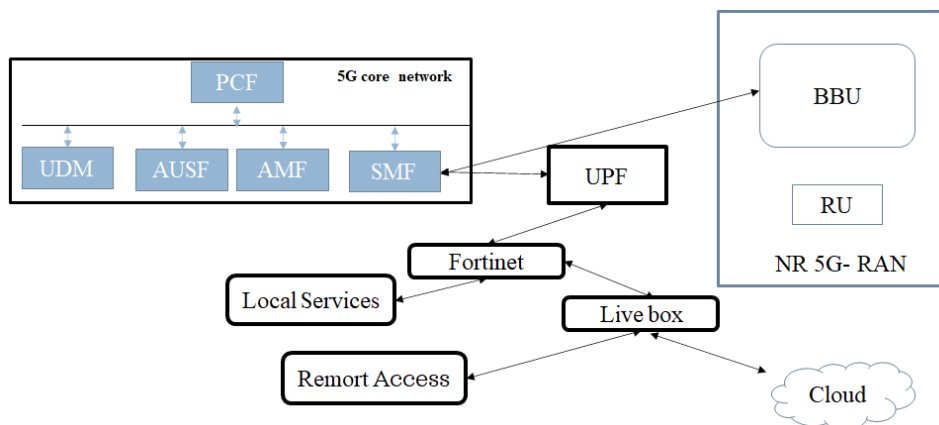 PCF
5G core network
UDM
AUSF
AMF
SMF
UPF
BBU
RU
NR 5G- RAN
Fortinet
Local Services
Live box
Remort Access
Cloud